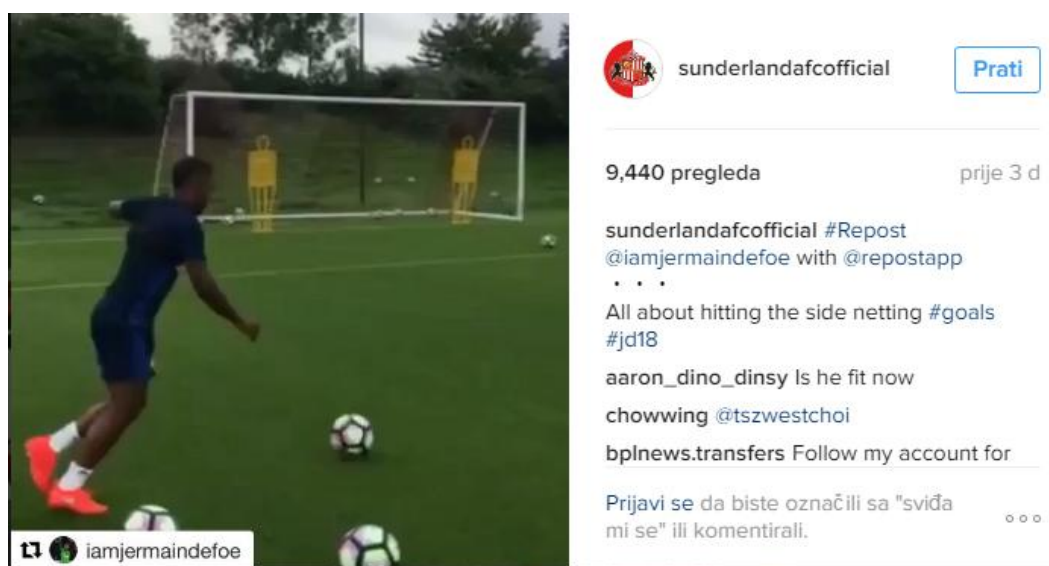 sunderlandafcofficial
Prati
9,440 pregleda
prije 3 d
sunderlandafcofficial #Repost
@iamjermaindefoe with @repostapp
· · ·
All about hitting the side netting #goals
#jd18
aaron_dino_dinsy Is he fit now
chowwing @tszwestchoi
bplnews.transfers Follow my account for
Prijavi se da biste označili sa "sviđa
mi se" ili komentirali.
iamjermaindefoe